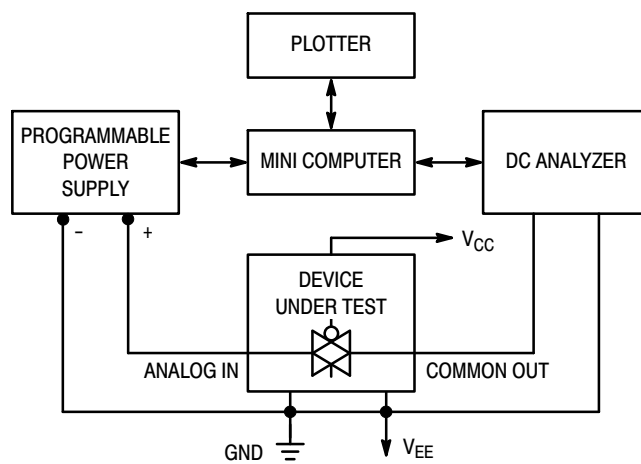 PLOTTER
PROGRAMMABLE
POWER
SUPPLY
MINI COMPUTER
DC ANALYZER
− +
VCC
DEVICE
UNDER TEST
ANALOG IN
COMMON OUT
GND
VEE